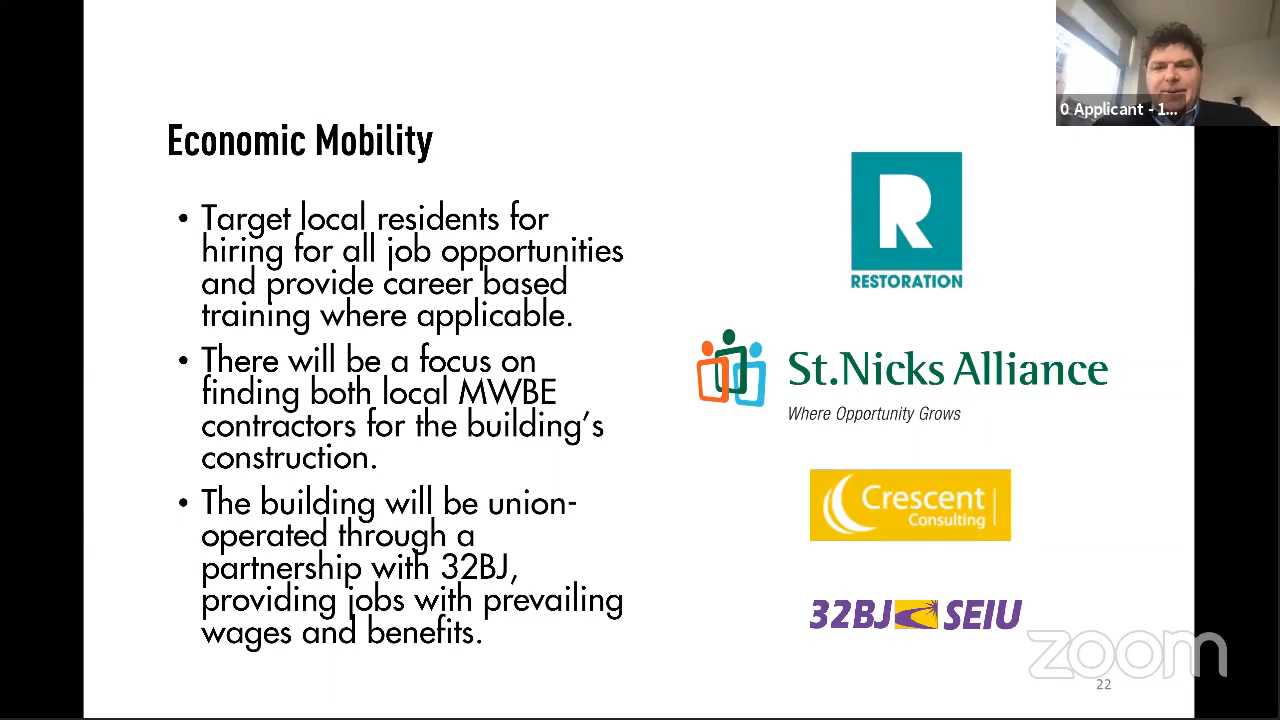 0 Applicant - 1...
Economic Mobility
• Target local residents for
hiring for all job opportunities
and provide career based
training where applicable.
• There will be a focus on
finding both local MWBE
contractors for the building's
construction.
• The building will be union-
operated through a
partnership with 32BJ,
providing jobs with prevailing
wages and benefits.
R
RESTORATION
St.Nicks Alliance
Where Opportunity Grows
Crescent
Consulting
32BJ SEIU
zoom
22